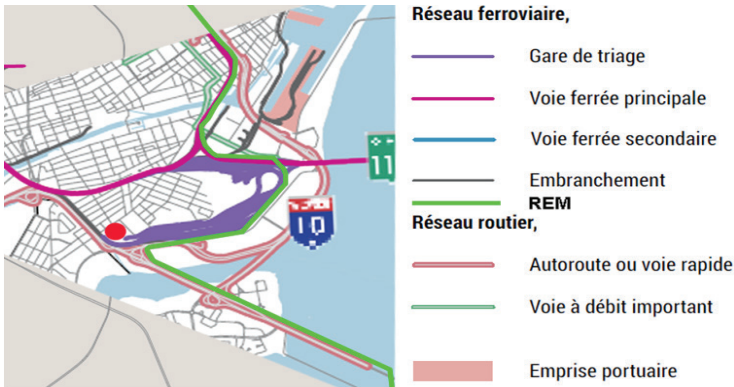 Réseau ferroviaire,
Gare de triage
Voie ferrée principale
Voie ferrée secondaire
Embranchement
REM
Réseau routier,
Autoroute ou voie rapide
Voie à débit important
Emprise portuaire
11
10